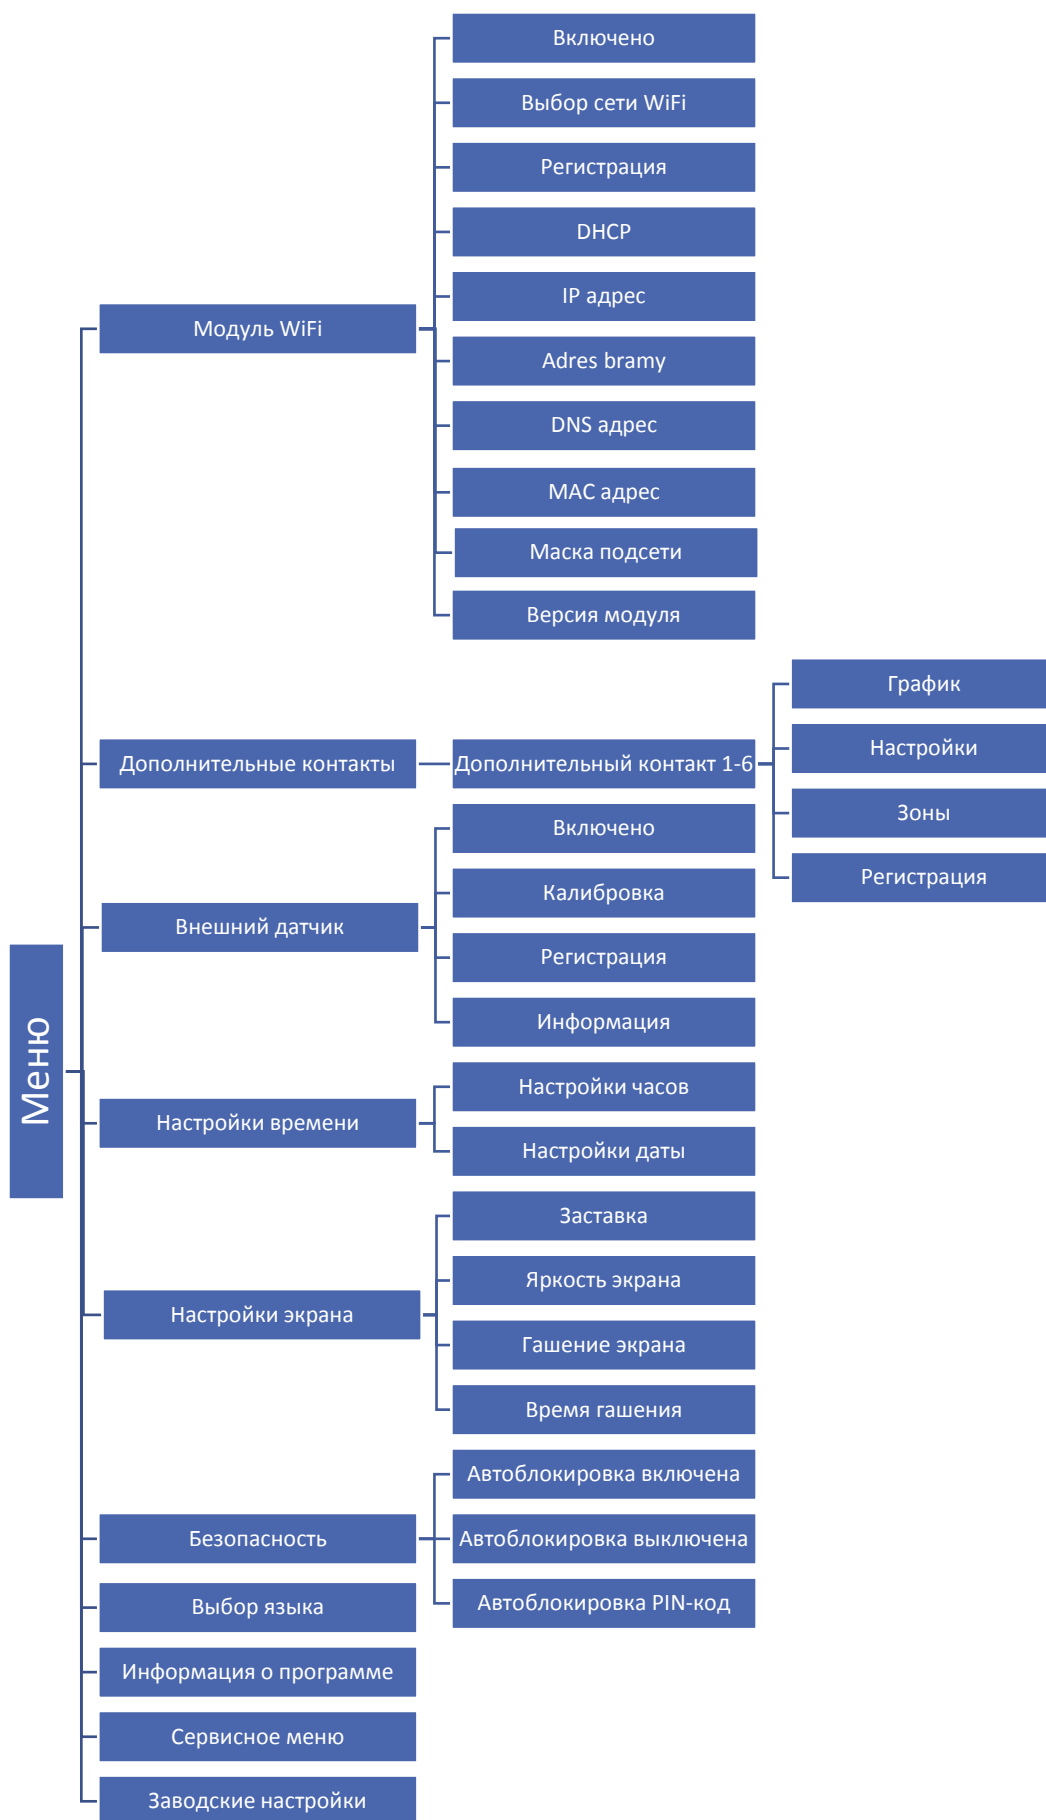 Меню
Модуль WiFi
Включено
Выбор сети WiFi
Регистрация
DHCP
IP адрес
Adres bramy
DNS адрес
MAC адрес
Маска подсети
Версия модуля
Дополнительные контакты
Дополнительный контакт 1-6
График
Настройки
Зоны
Регистрация
Внешний датчик
Включено
Калибровка
Регистрация
Информация
Настройки времени
Настройки часов
Настройки даты
Настройки экрана
Заставка
Яркость экрана
Гашение экрана
Время гашения
Безопасность
Автоблокировка включена
Автоблокировка выключена
Автоблокировка PIN-код
Выбор языка
Информация о программе
Сервисное меню
Заводские настройки